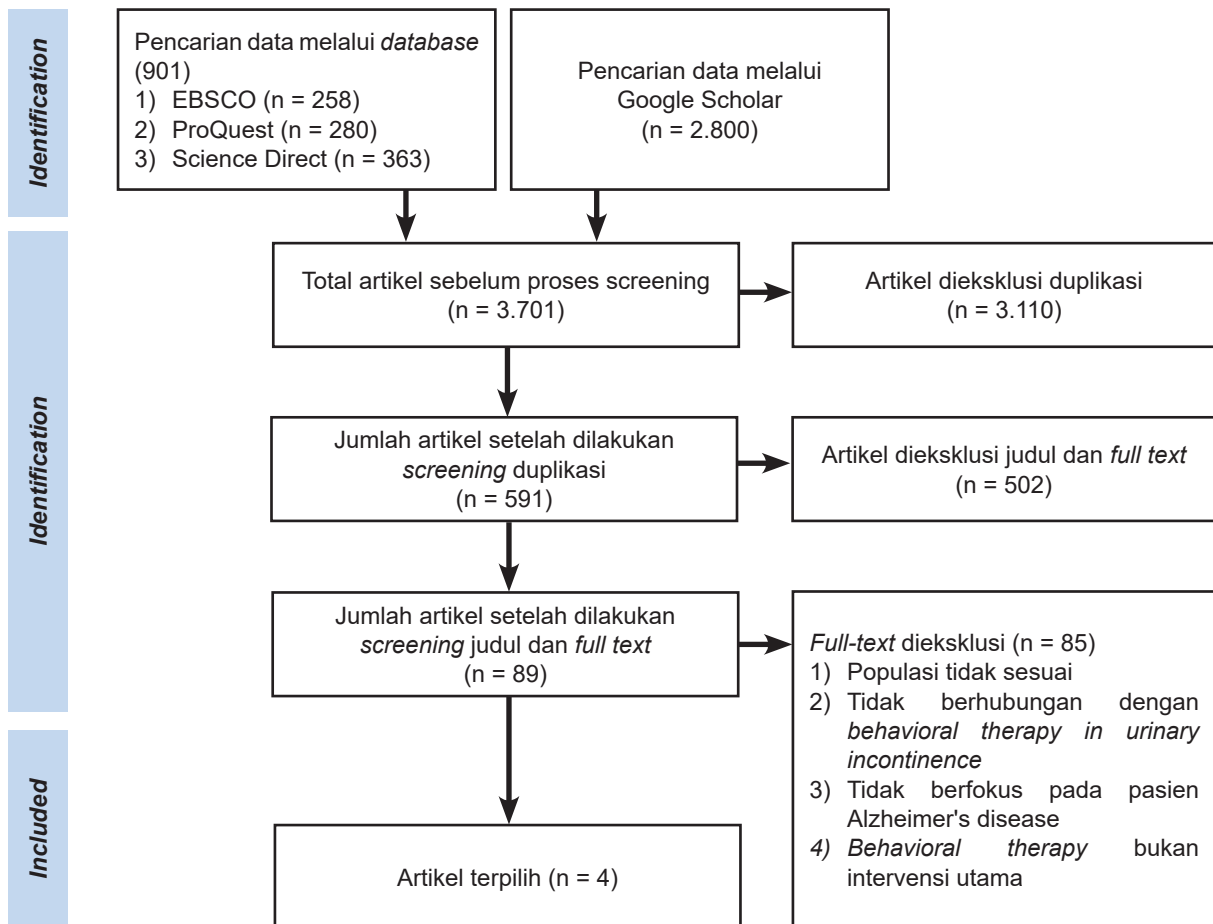 Identification
Pencarian data melalui database
(901)
1) EBSCO (n = 258)
2) ProQuest (n = 280)
3) Science Direct (n = 363)
Pencarian data melalui
Google Scholar
(n = 2.800)
Identification
Total artikel sebelum proses screening
(n = 3.701)
Artikel dieksklusi duplikasi
(n = 3.110)
Jumlah artikel setelah dilakukan
screening duplikasi
(n = 591)
Artikel dieksklusi judul dan full text
(n = 502)
Jumlah artikel setelah dilakukan
screening judul dan full text
(n = 89)
Full-text dieksklusi (n = 85)
1) Populasi tidak sesuai
2) Tidak berhubungan dengan
behavioral therapy in urinary
incontinence
3) Tidak berfokus pada pasien
Alzheimer's disease
4) Behavioral therapy bukan
intervensi utama
Included
Artikel terpilih (n = 4)